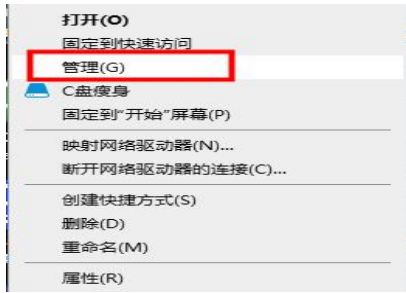 打开(O)
固定到快速访问
管理(G)
C盘瘦身
固定到"开始"屏幕(P)
映射网络驱动器(N)...
断开网络驱动器的连接(C)...
创建快捷方式(S)
删除(D)
重命名(M)
属性(R)